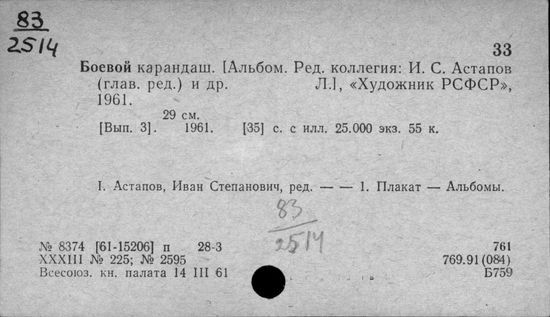 83
2514
33
Боевой карандаш. [Альбом. Ред. коллегия: И. С. Астапов
(глав. ред.) и др. Л.], «Художник РСФСР»,
1961.
29 см.
[Вып. 3]. 1961. [35] с. с илл. 25.000 экз. 55 к.
I. Астапов, Иван Степанович, ред. — — 1. Плакат — Альбомы.
83
2514
№ 8374 [61-15206] п 28-3 761
XXXIII № 225; № 2595 769.91(084)
Всесоюз. кн. палата 14 III 61 Б759